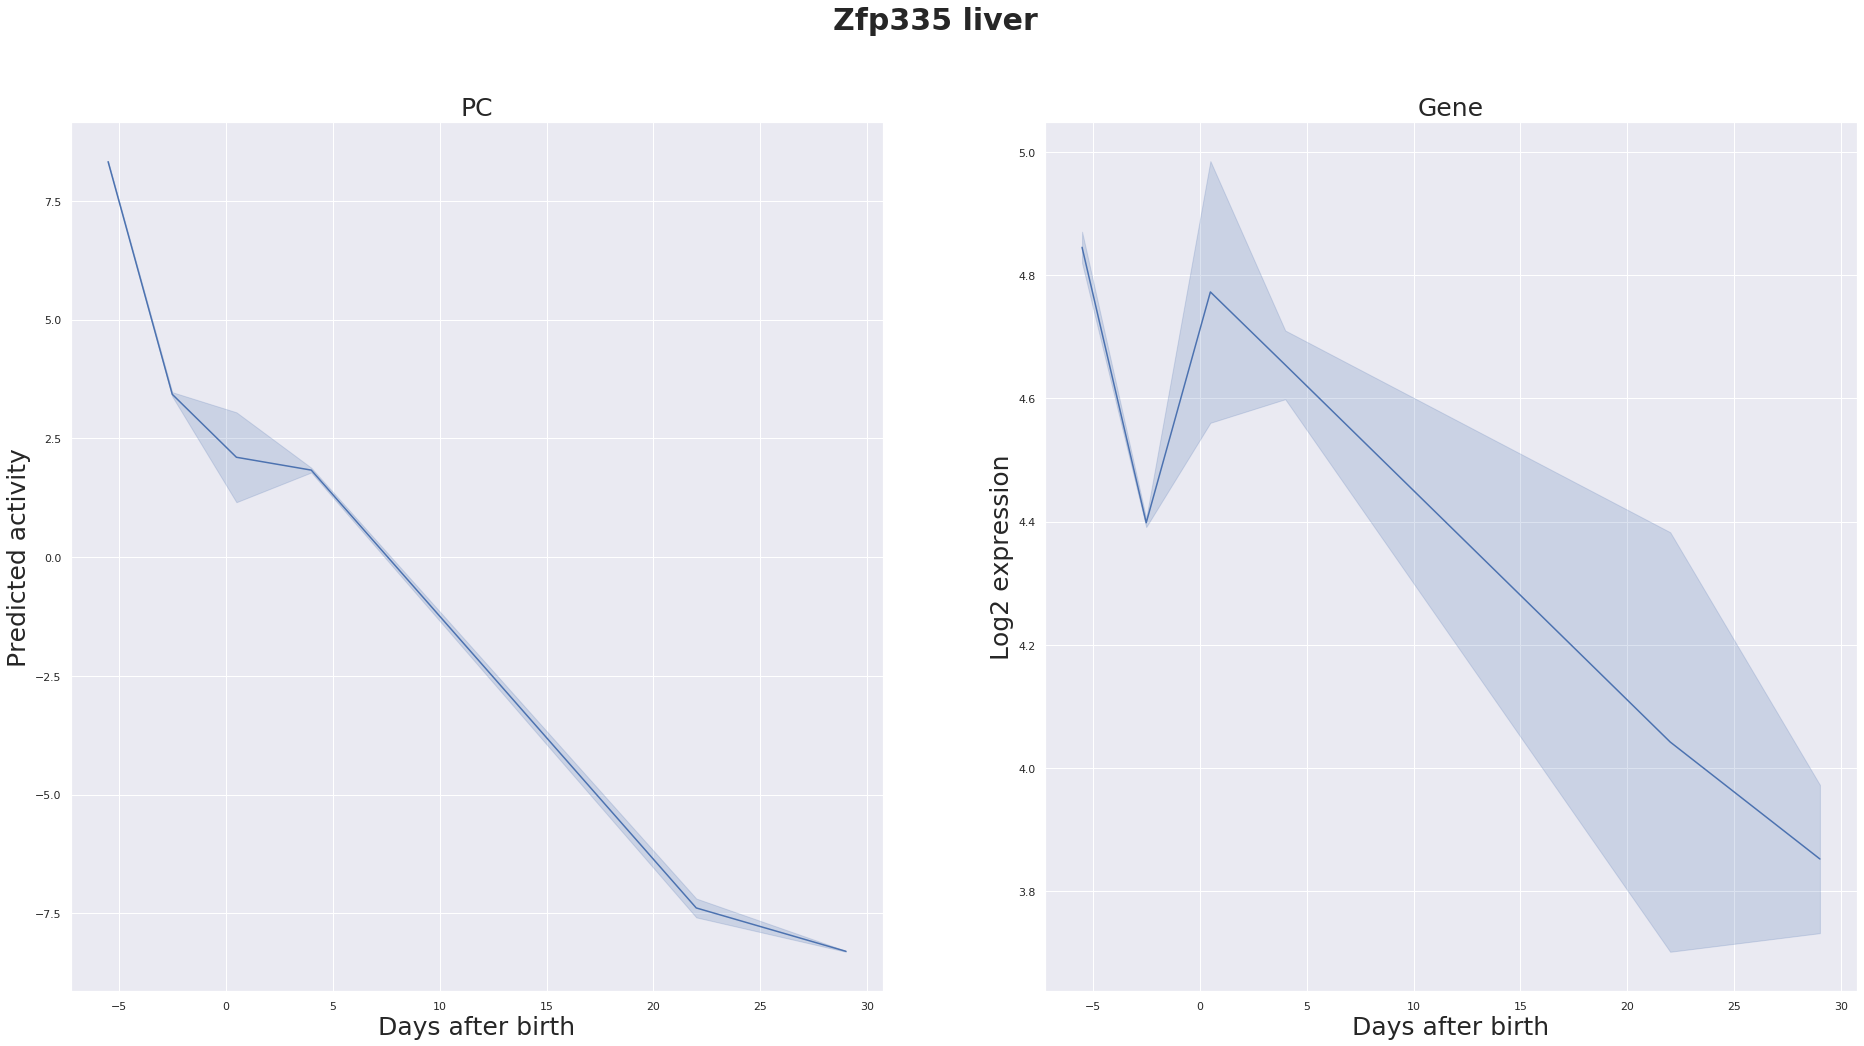 Zfp335 liver
PC
Predicted activity
7.5
5.0
2.5
0.0
−2.5
−5.0
−7.5
−5 0 5 10 15 20 25 30
Days after birth
Gene
Log2 expression
5.0
4.8
4.6
4.4
4.2
4.0
3.8
−5 0 5 10 15 20 25 30
Days after birth